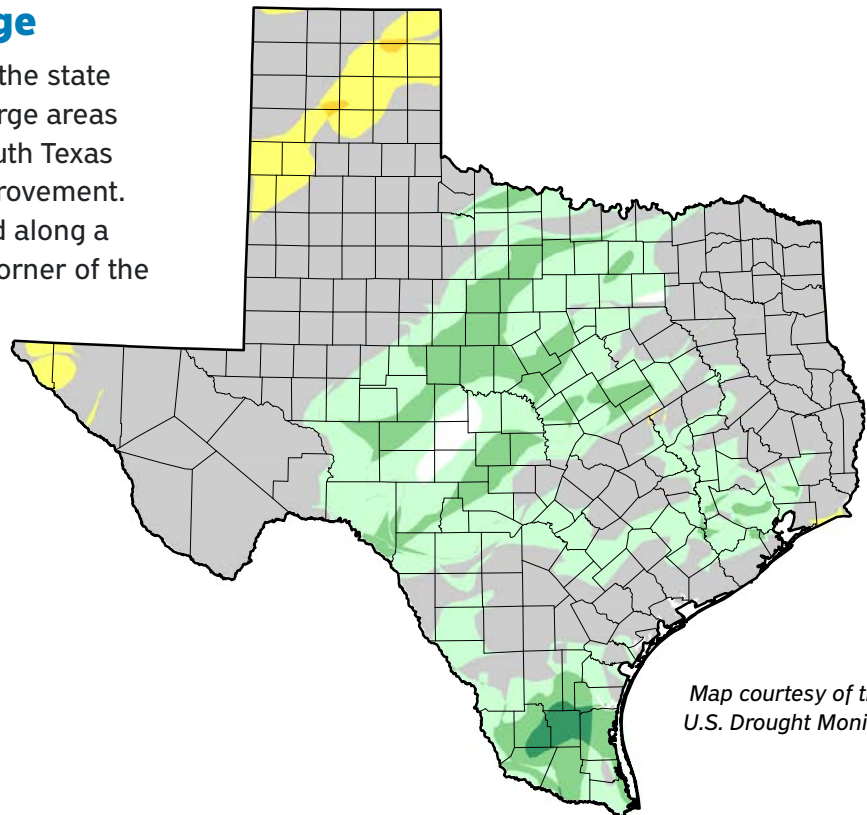 ge
the state
rge areas
uth Texas
rovement.
d along a
orner of the
Map courtesy of t
U.S. Drought Moni